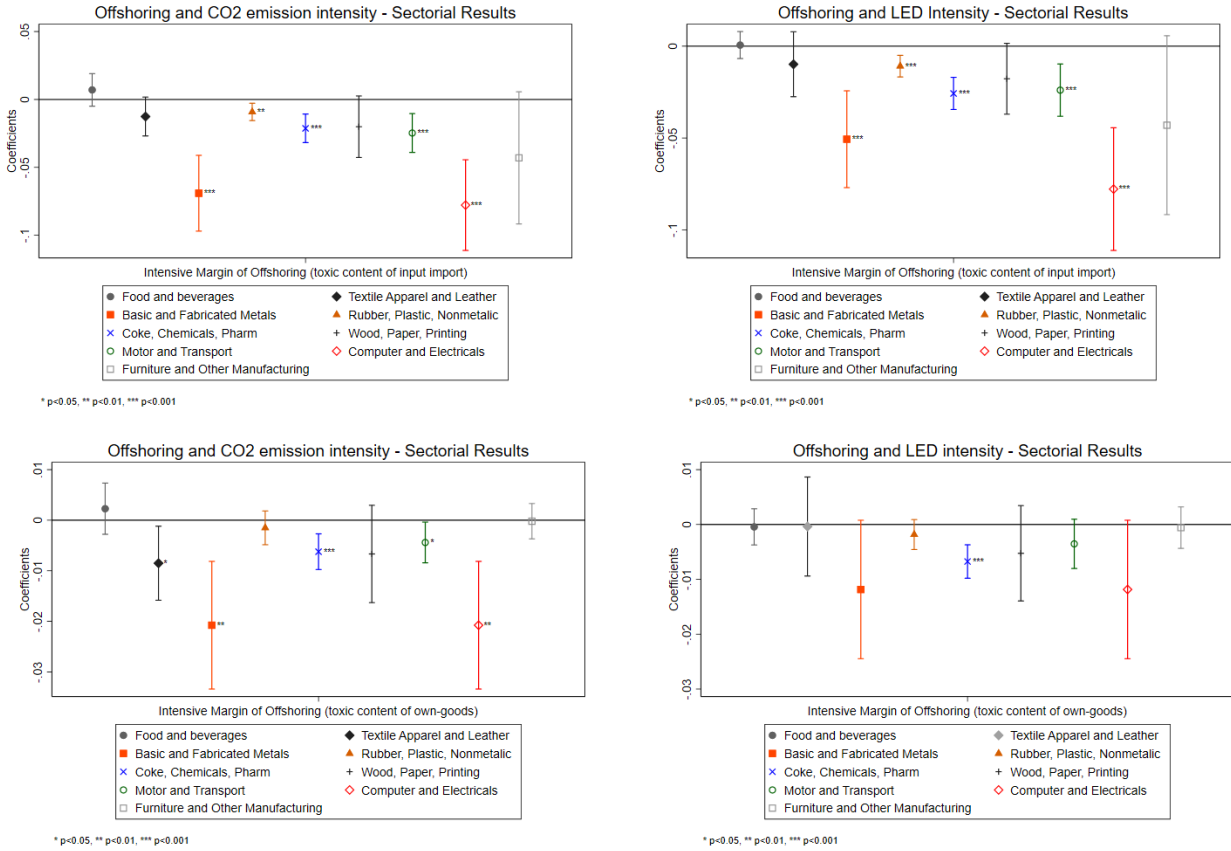 Offshoring and CO2 emission intensity - Sectorial Results
Coefficients
.05
0
-.05
-.1
**
***
***
***
***
Intensive Margin of Offshoring (toxic content of input import)
Food and beverages
Textile Apparel and Leather
Basic and Fabricated Metals
Rubber, Plastic, Nonmetalic
Coke, Chemicals, Pharm
Wood, Paper, Printing
Motor and Transport
Computer and Electricals
Furniture and Other Manufacturing
* p<0.05, ** p<0.01, *** p<0.001
Offshoring and LED Intensity - Sectorial Results
Coefficients
0
-.05
-.1
***
***
***
***
***
Intensive Margin of Offshoring (toxic content of input import)
Food and beverages
Textile Apparel and Leather
Basic and Fabricated Metals
Rubber, Plastic, Nonmetalic
Coke, Chemicals, Pharm
Wood, Paper, Printing
Motor and Transport
Computer and Electricals
Furniture and Other Manufacturing
* p<0.05, ** p<0.01, *** p<0.001
Offshoring and CO2 emission intensity - Sectorial Results
Coefficients
.01
0
-.01
-.02
-.03
*
**
***
*
**
Intensive Margin of Offshoring (toxic content of own-goods)
Food and beverages
Textile Apparel and Leather
Basic and Fabricated Metals
Rubber, Plastic, Nonmetalic
Coke, Chemicals, Pharm
Wood, Paper, Printing
Motor and Transport
Computer and Electricals
Furniture and Other Manufacturing
* p<0.05, ** p<0.01, *** p<0.001
Offshoring and LED intensity - Sectorial Results
Coefficients
.01
0
-.01
-.02
-.03
***
Intensive Margin of Offshoring (toxic content of own-goods)
Food and beverages
Textile Apparel and Leather
Basic and Fabricated Metals
Rubber, Plastic, Nonmetalic
Coke, Chemicals, Pharm
Wood, Paper, Printing
Motor and Transport
Computer and Electricals
Furniture and Other Manufacturing
* p<0.05, ** p<0.01, *** p<0.001